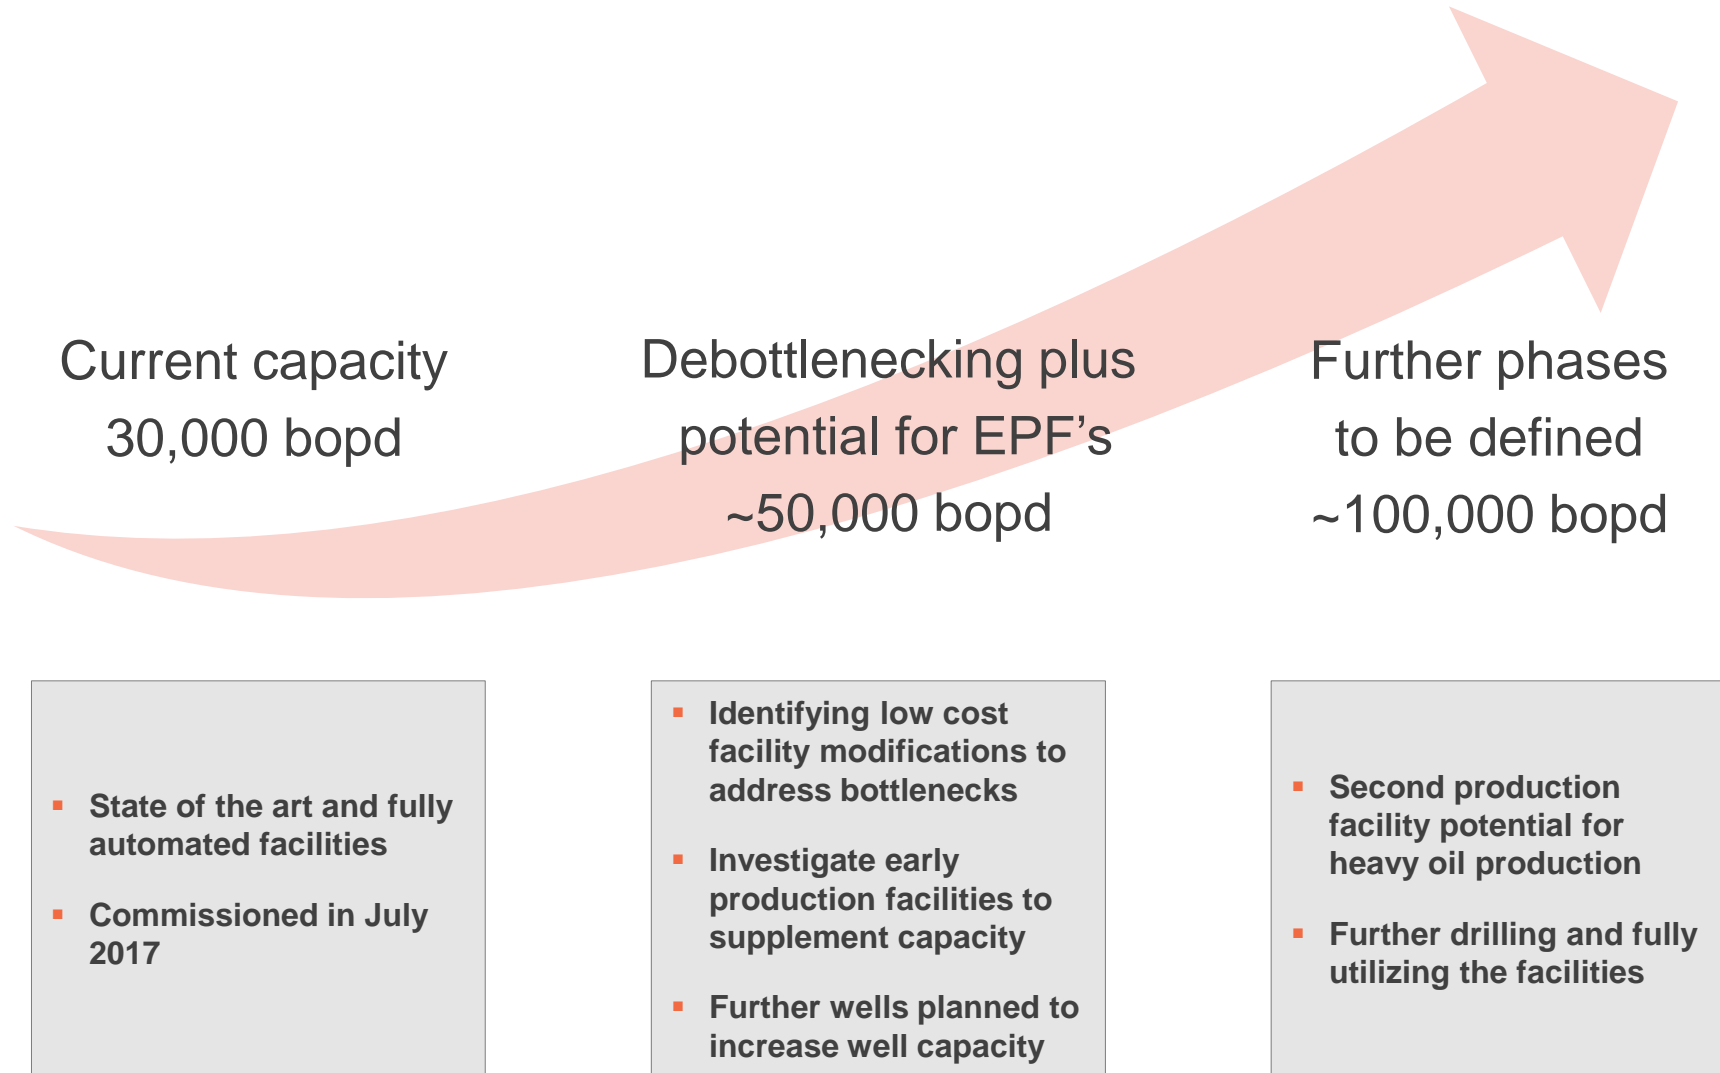 Current capacity
30,000 bopd
Debottlenecking plus
potential for EPF’s
~50,000 bopd
Further phases
to be defined
~100,000 bopd
▪ State of the art and fully
automated facilities
▪ Commissioned in July
2017
▪ Identifying low cost
facility modifications to
address bottlenecks
▪ Investigate early
production facilities to
supplement capacity
▪ Further wells planned to
increase well capacity
▪ Second production
facility potential for
heavy oil production
▪ Further drilling and fully
utilizing the facilities